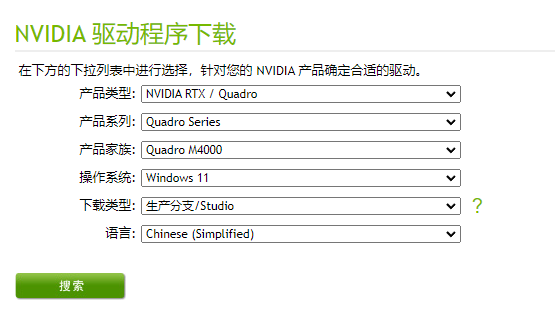 NVIDIA 驱动程序下载
在下方的下拉列表中进行选择，针对您的 NVIDIA 产品确定合适的驱动。
产品类型: NVIDIA RTX / Quadro
产品系列: Quadro Series
产品家族: Quadro M4000
操作系统: Windows 11
下载类型: 生产分支/Studio ?
语言: Chinese (Simplified)
搜索